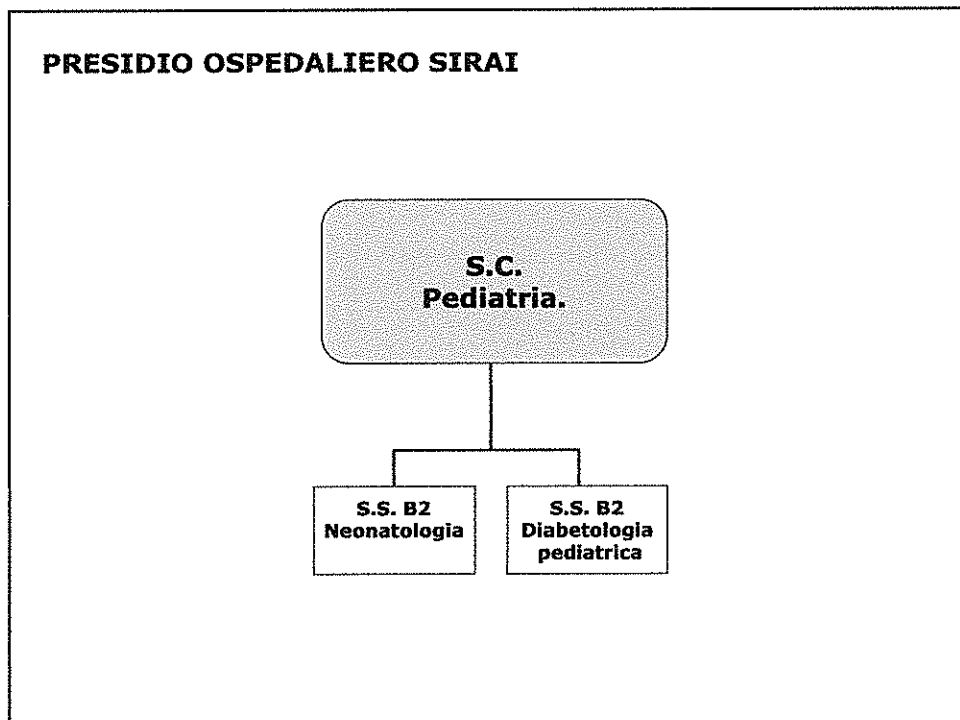 PRESIDIO OSPEDALIERO SIRAI
S.C.
Pediatria.
S.S. B2
Neonatologia
S.S. B2
Diabetologia
pediatrica